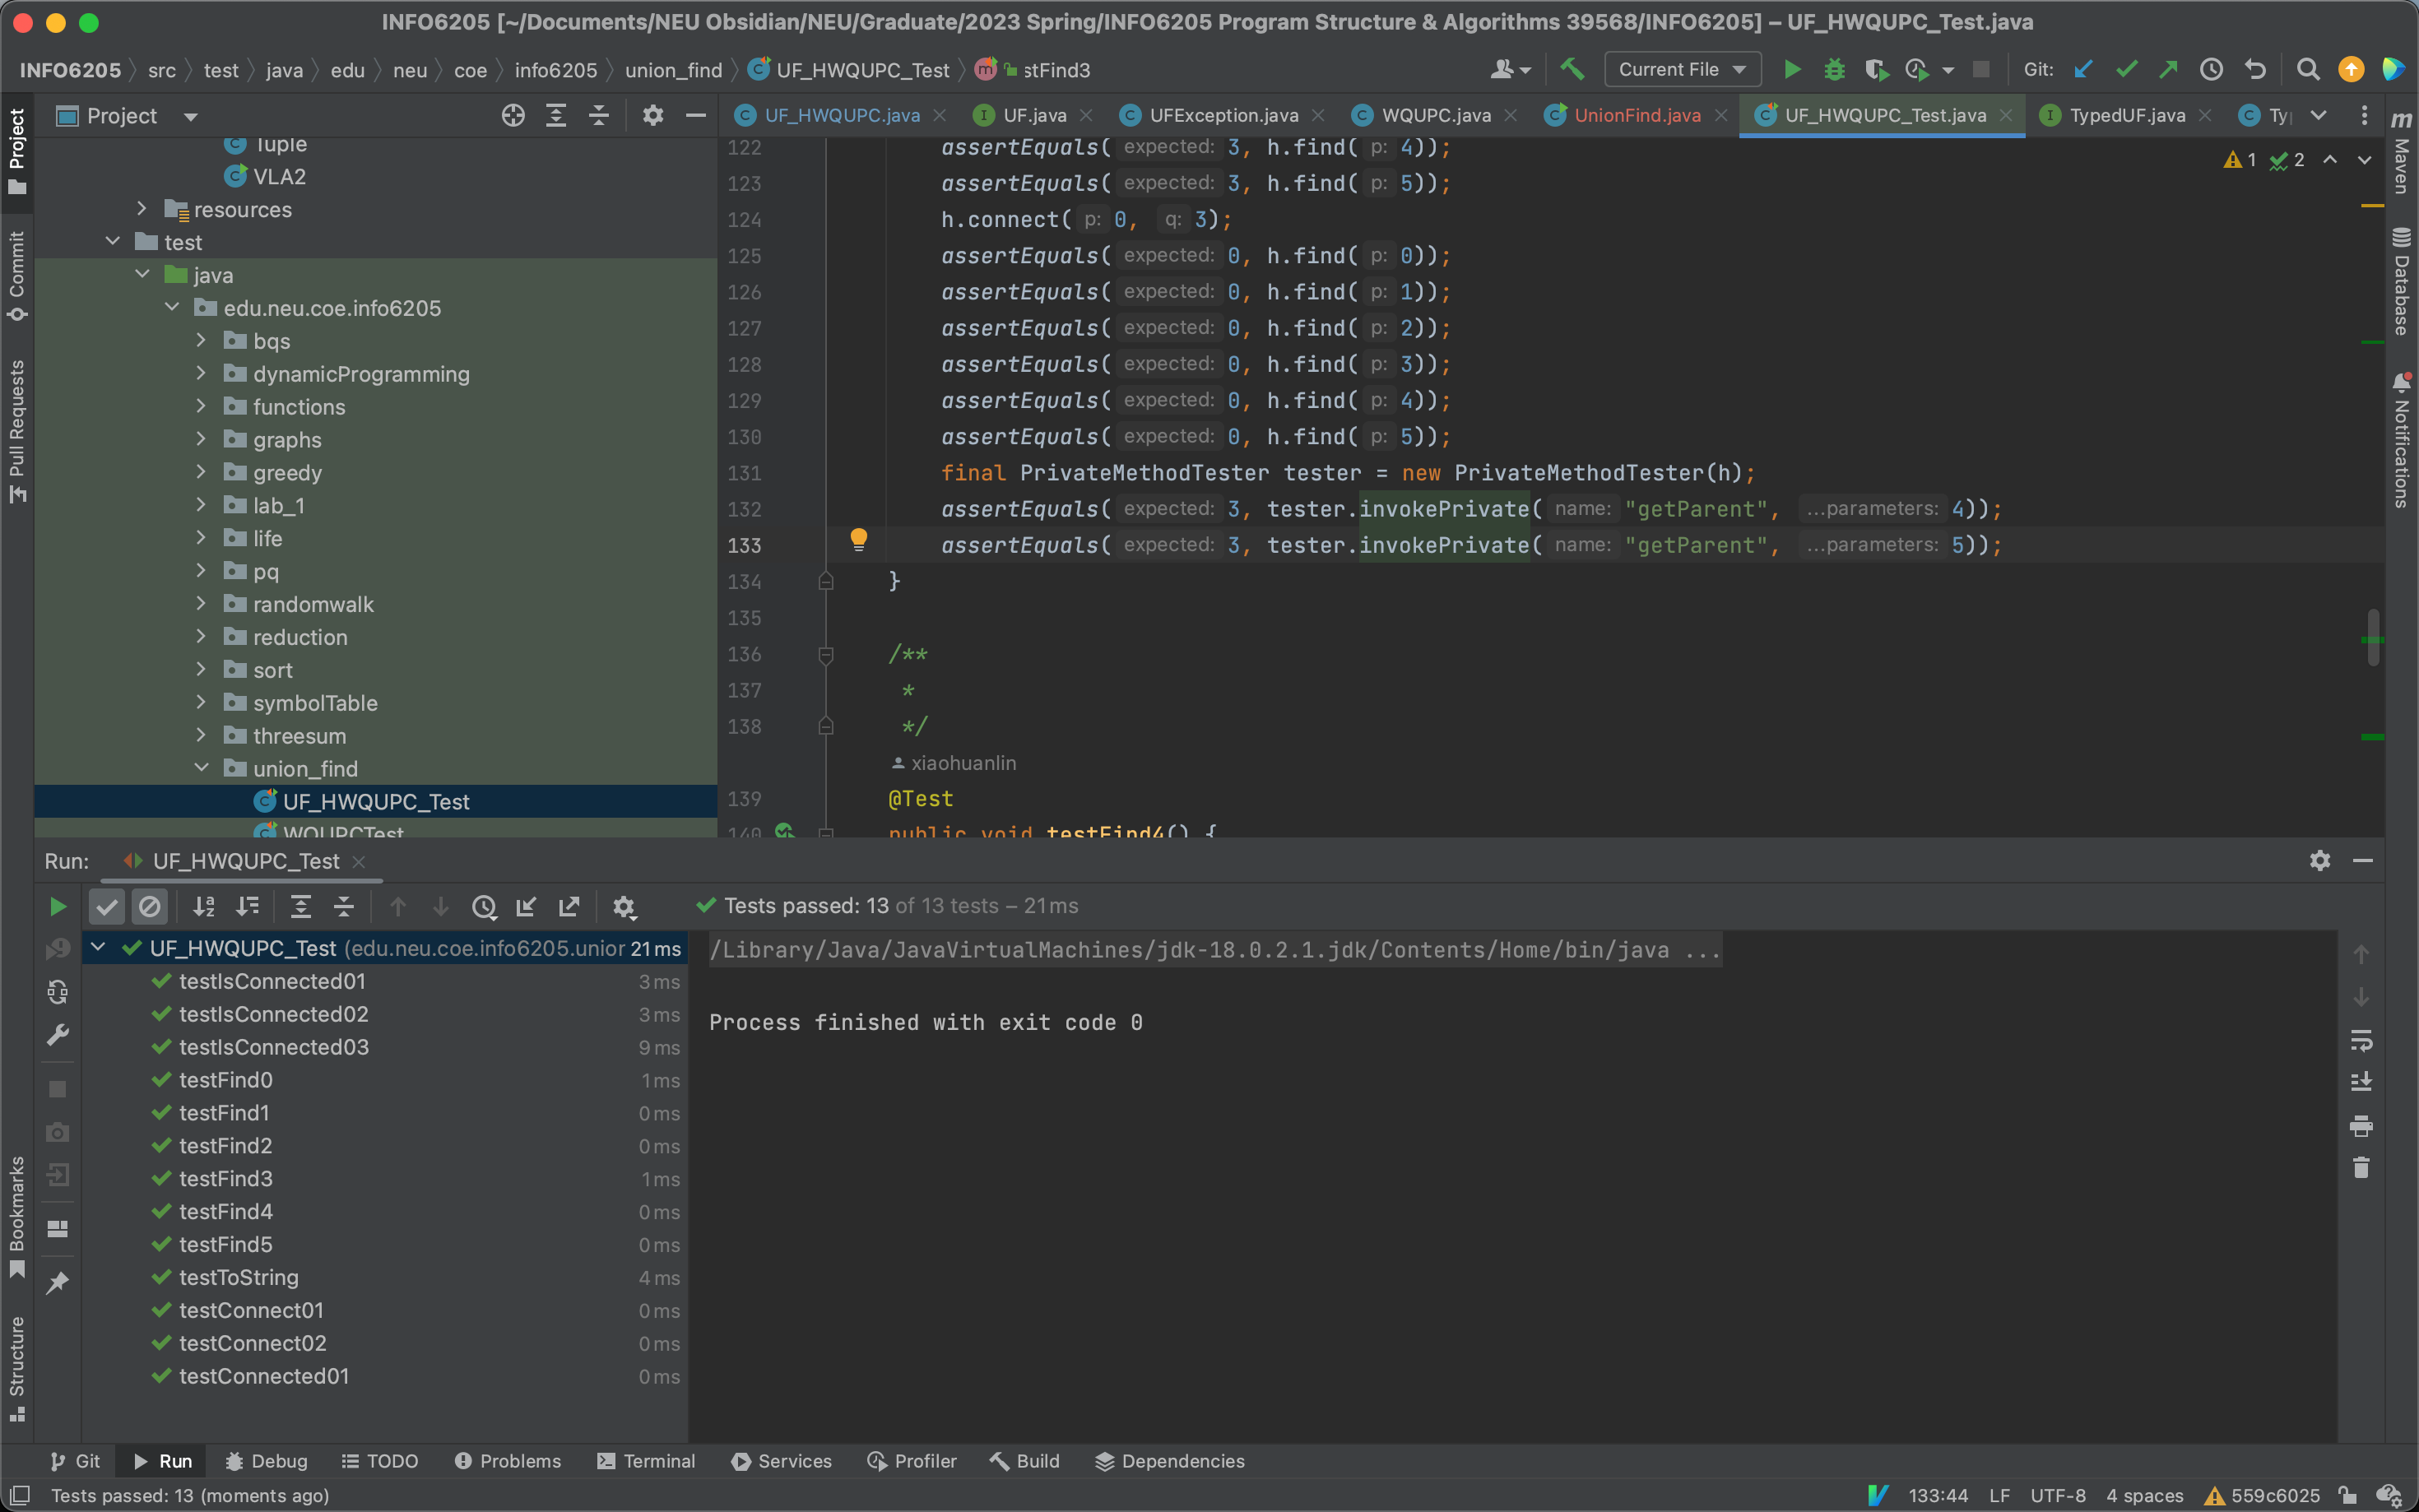 INFO6205 [~/Documents/NEU Obsidian/NEU/Graduate/2023 Spring/INFO6205 Program Structure & Algorithms 39568/INFO6205] – UF_HWQUPC_Test.java
INFO6205 src test java edu neu coe info6205 union_find UF_HWQUPC_Test m stFind3 Current File Git:
Project
UF_HWQUPC.java UF.java UFException.java WQUPC.java UnionFind.java UF_HWQUPC_Test.java TypedUF.java Ty
Project
Commit
Pull Requests
Bookmarks
Structure
Tuple
VLA2
resources
test
java
edu.neu.coe.info6205
bqs
dynamicProgramming
functions
graphs
greedy
lab_1
life
pq
randomwalk
reduction
sort
symbolTable
threesum
union_find
UF_HWQUPC_Test
WQUPCTest
1 2
122 assertEquals( expected: 3, h.find( p: 4));
123 assertEquals( expected: 3, h.find( p: 5));
124 h.connect( p: 0, q: 3);
125 assertEquals( expected: 0, h.find( p: 0));
126 assertEquals( expected: 0, h.find( p: 1));
127 assertEquals( expected: 0, h.find( p: 2));
128 assertEquals( expected: 0, h.find( p: 3));
129 assertEquals( expected: 0, h.find( p: 4));
130 assertEquals( expected: 0, h.find( p: 5));
131 final PrivateMethodTester tester = new PrivateMethodTester(h);
132 assertEquals( expected: 3, tester.invokePrivate( name: "getParent", ...parameters: 4));
133 assertEquals( expected: 3, tester.invokePrivate( name: "getParent", ...parameters: 5));
134 }
135
136 /**
137 *
138 */
xiaohuanlin
139 @Test
140 public void testFind4() {
m Maven
Database
Notifications
Run: UF_HWQUPC_Test
Tests passed: 13 of 13 tests – 21 ms
UF_HWQUPC_Test (edu.neu.coe.info6205.union 21 ms
testIsConnected01 3 ms
testIsConnected02 3 ms
testIsConnected03 9 ms
testFind0 1 ms
testFind1 0 ms
testFind2 0 ms
testFind3 1 ms
testFind4 0 ms
testFind5 0 ms
testToString 4 ms
testConnect01 0 ms
testConnect02 0 ms
testConnected01 0 ms
/Library/Java/JavaVirtualMachines/jdk-18.0.2.1.jdk/Contents/Home/bin/java ...
Process finished with exit code 0
Git Run Debug TODO Problems Terminal Services Profiler Build Dependencies
Tests passed: 13 (moments ago) 133:44 LF UTF-8 4 spaces 559c6025